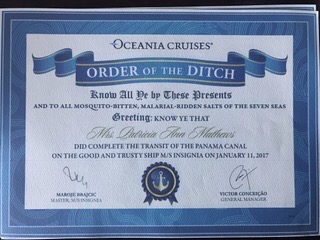 OCEANIA CRUISES®
ORDER OF THE DITCH
Know All Ye by These Presents
AND TO ALL MOSQUITO-BITTEN, MALARIAL-RIDDEN SALTS OF THE SEVEN SEAS
Greeting: KNOW YE THAT
Mrs. Patricia Ann Mathews
DID COMPLETE THE TRANSIT OF THE PANAMA CANAL
ON THE GOOD AND TRUSTY SHIP M/S INSIGNIA ON JANUARY 11, 2017
MAROJE BRAJCIC
MASTER, M/S INSIGNIA
VICTOR CONCEIÇÃO
GENERAL MANAGER